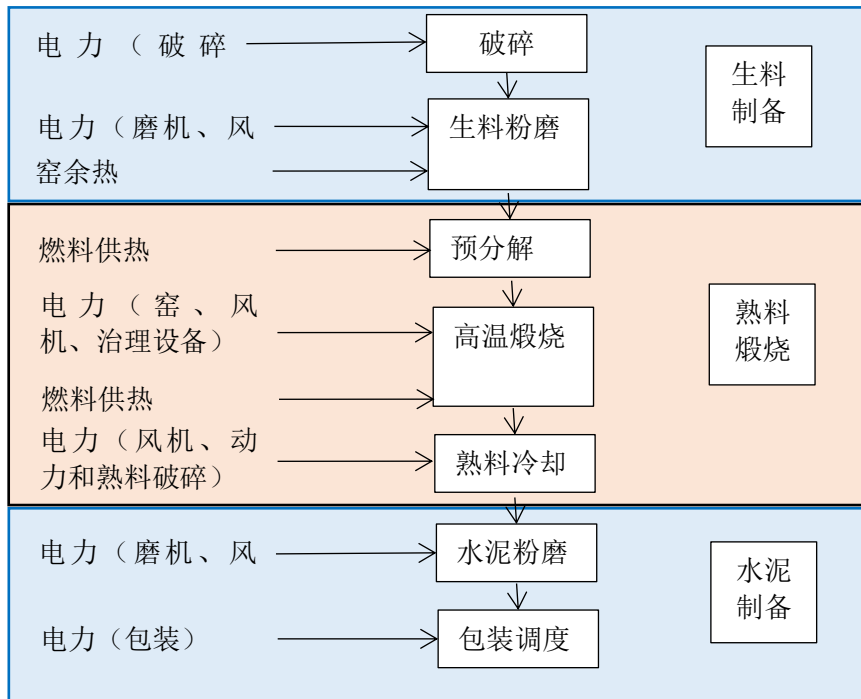 电力（破碎
破碎
生料
制备
电力（磨机、风
窑余热
生料粉磨
燃料供热
预分解
电力（窑、风
机、治理设备）
高温煅烧
熟料
煅烧
燃料供热
电力（风机、动
力和熟料破碎）
熟料冷却
电力（磨机、风
水泥粉磨
水泥
制备
电力（包装）
包装调度